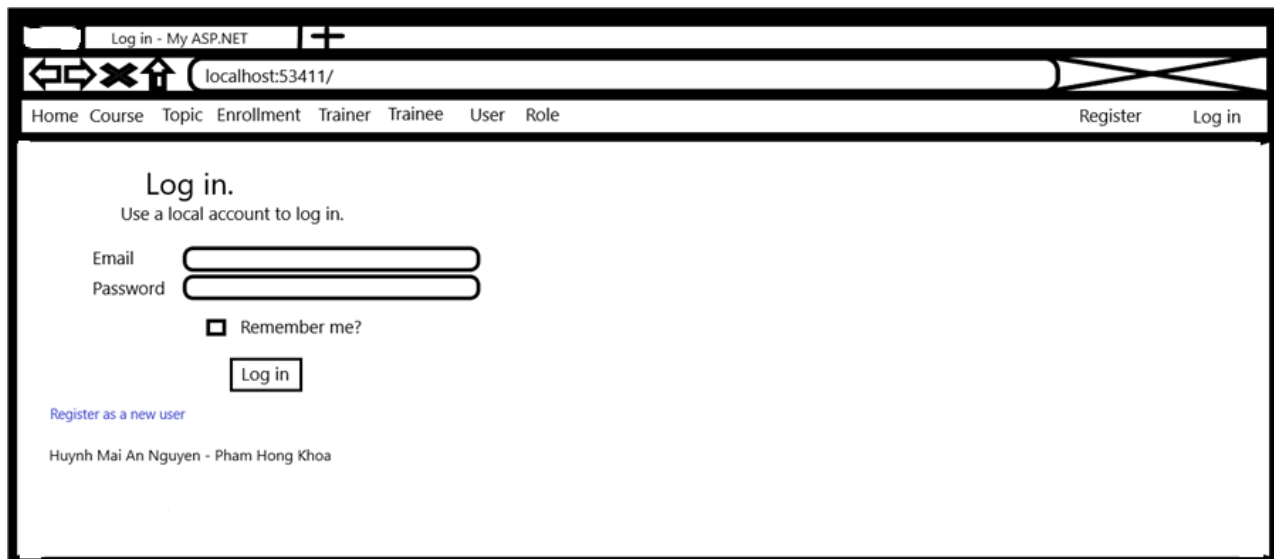 Log in - My ASP.NET
localhost:53411/
Home Course Topic Enrollment Trainer Trainee User Role Register Log in
Log in.
Use a local account to log in.
Email
Password
Remember me?
Log in
Register as a new user
Huynh Mai An Nguyen - Pham Hong Khoa